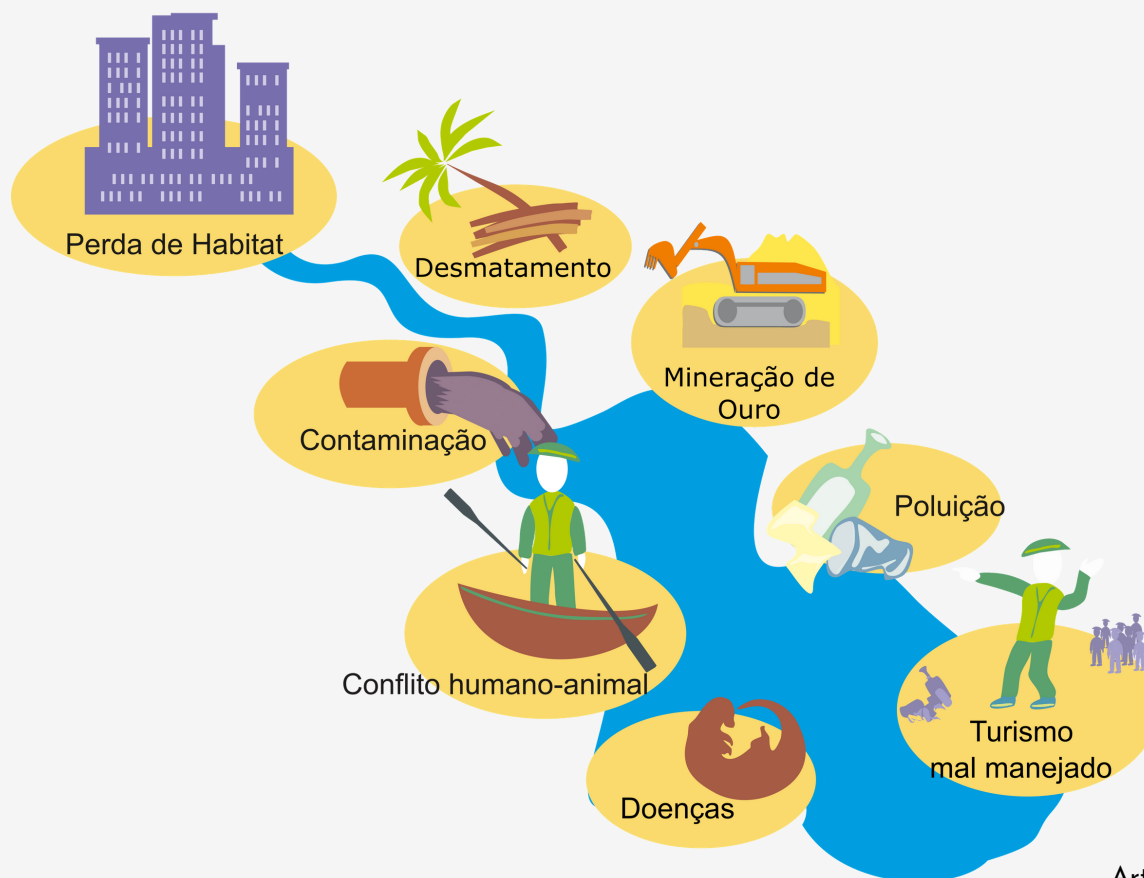 Perda de Habitat
Desmatamento
Mineração de
Ouro
Contaminação
Poluição
Conflito humano-animal
Turismo
mal manejado
Doenças